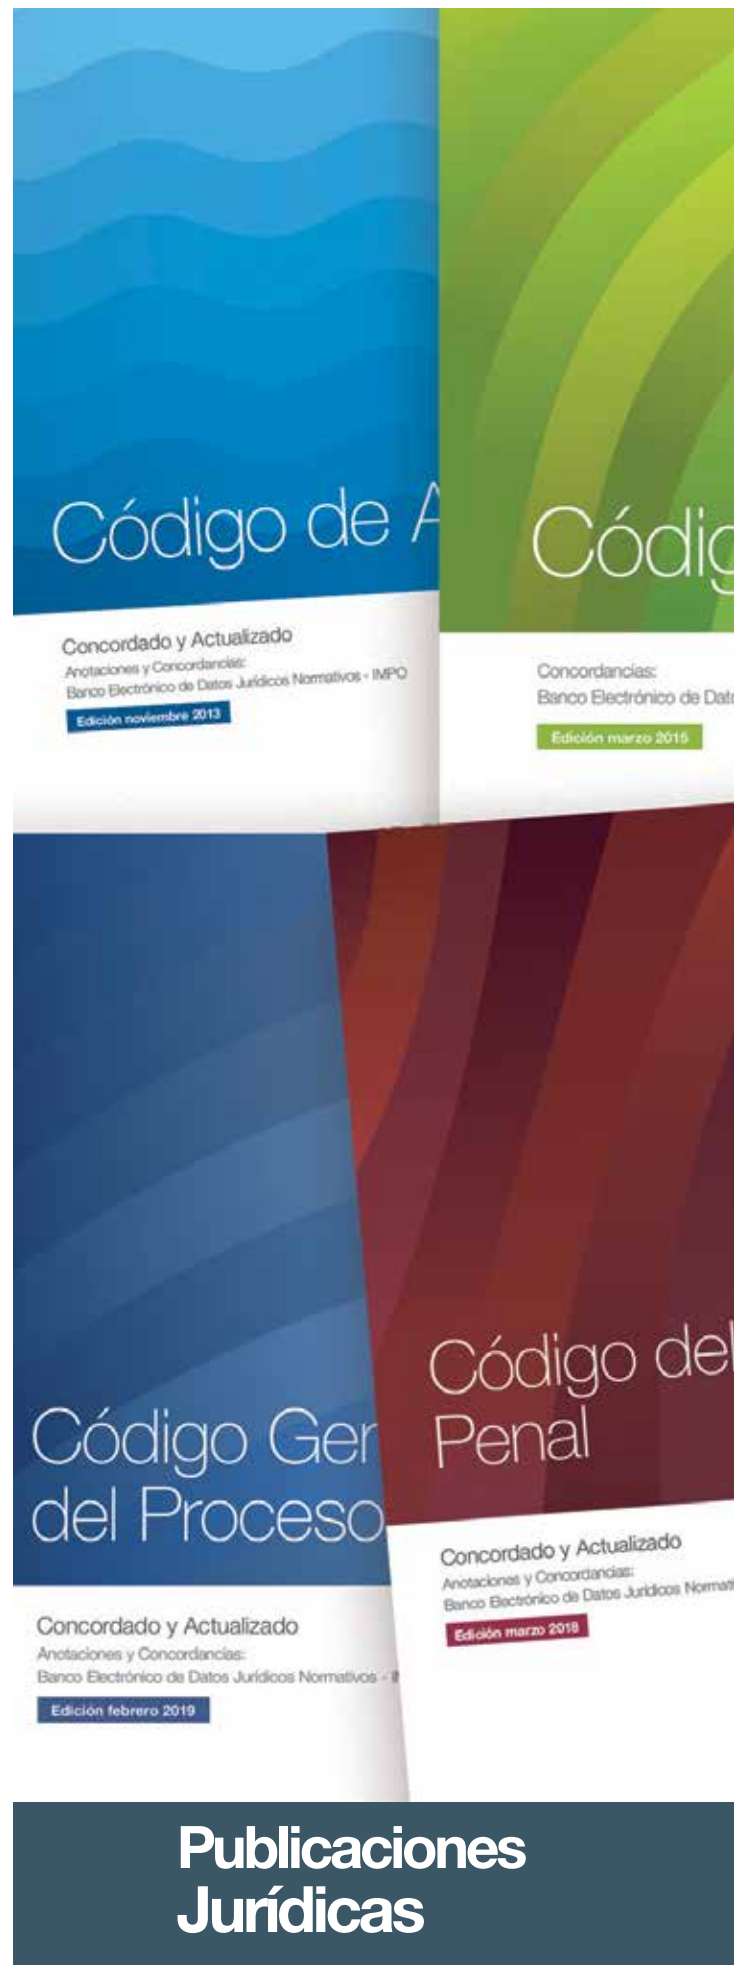 Código de A
Concordado y Actualizado
Anotaciones y Concordancias:
Banco Electrónico de Datos Jurídicos Normativos - IMPO
Edición noviembre 2013
Códig
Concordancias:
Banco Electrónico de Dato
Edición marzo 2015
Código Ger
del Proceso
Concordado y Actualizado
Anotaciones y Concordancias:
Banco Electrónico de Datos Jurídicos Normativos -
Edición febrero 2019
Código del
Penal
Concordado y Actualizado
Anotaciones y Concordancias:
Banco Electrónico de Datos Jurídicos Normati
Edición marzo 2018
Publicaciones
Jurídicas